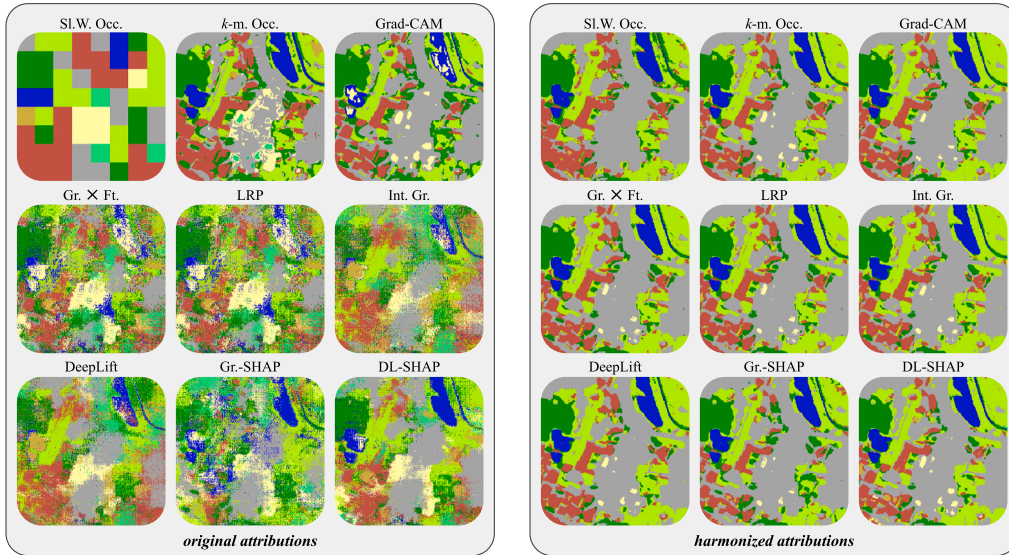 Sl.W. Occ.
k-m. Occ.
Grad-CAM
Gr. × Ft.
LRP
Int. Gr.
DeepLift
Gr.-SHAP
DL-SHAP
original attributions
Sl.W. Occ.
k-m. Occ.
Grad-CAM
Gr. × Ft.
LRP
Int. Gr.
DeepLift
Gr.-SHAP
DL-SHAP
harmonized attributions